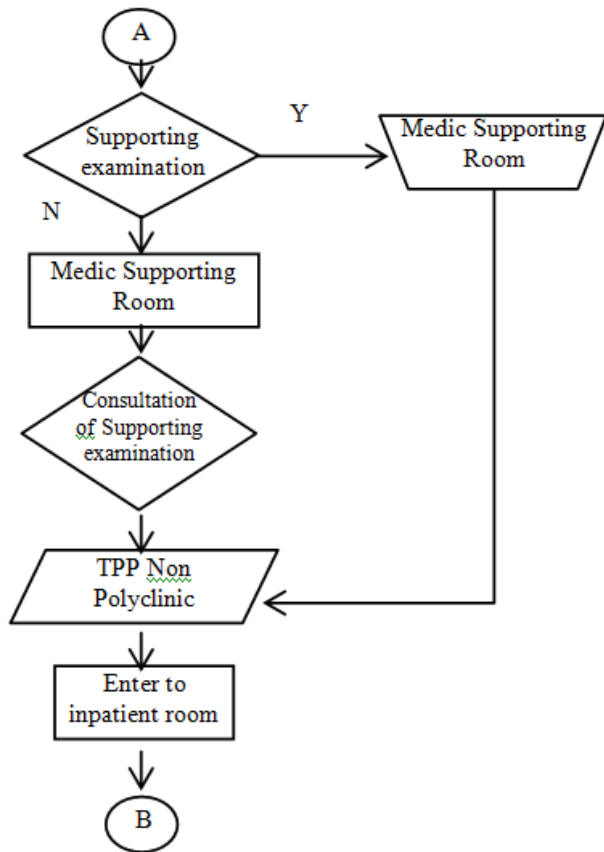 A
Supporting
examination
Y
Medic Supporting
Room
N
Medic Supporting
Room
Consultation
of Supporting
examination
TPP Non
Polyclinic
Enter to
inpatient room
B